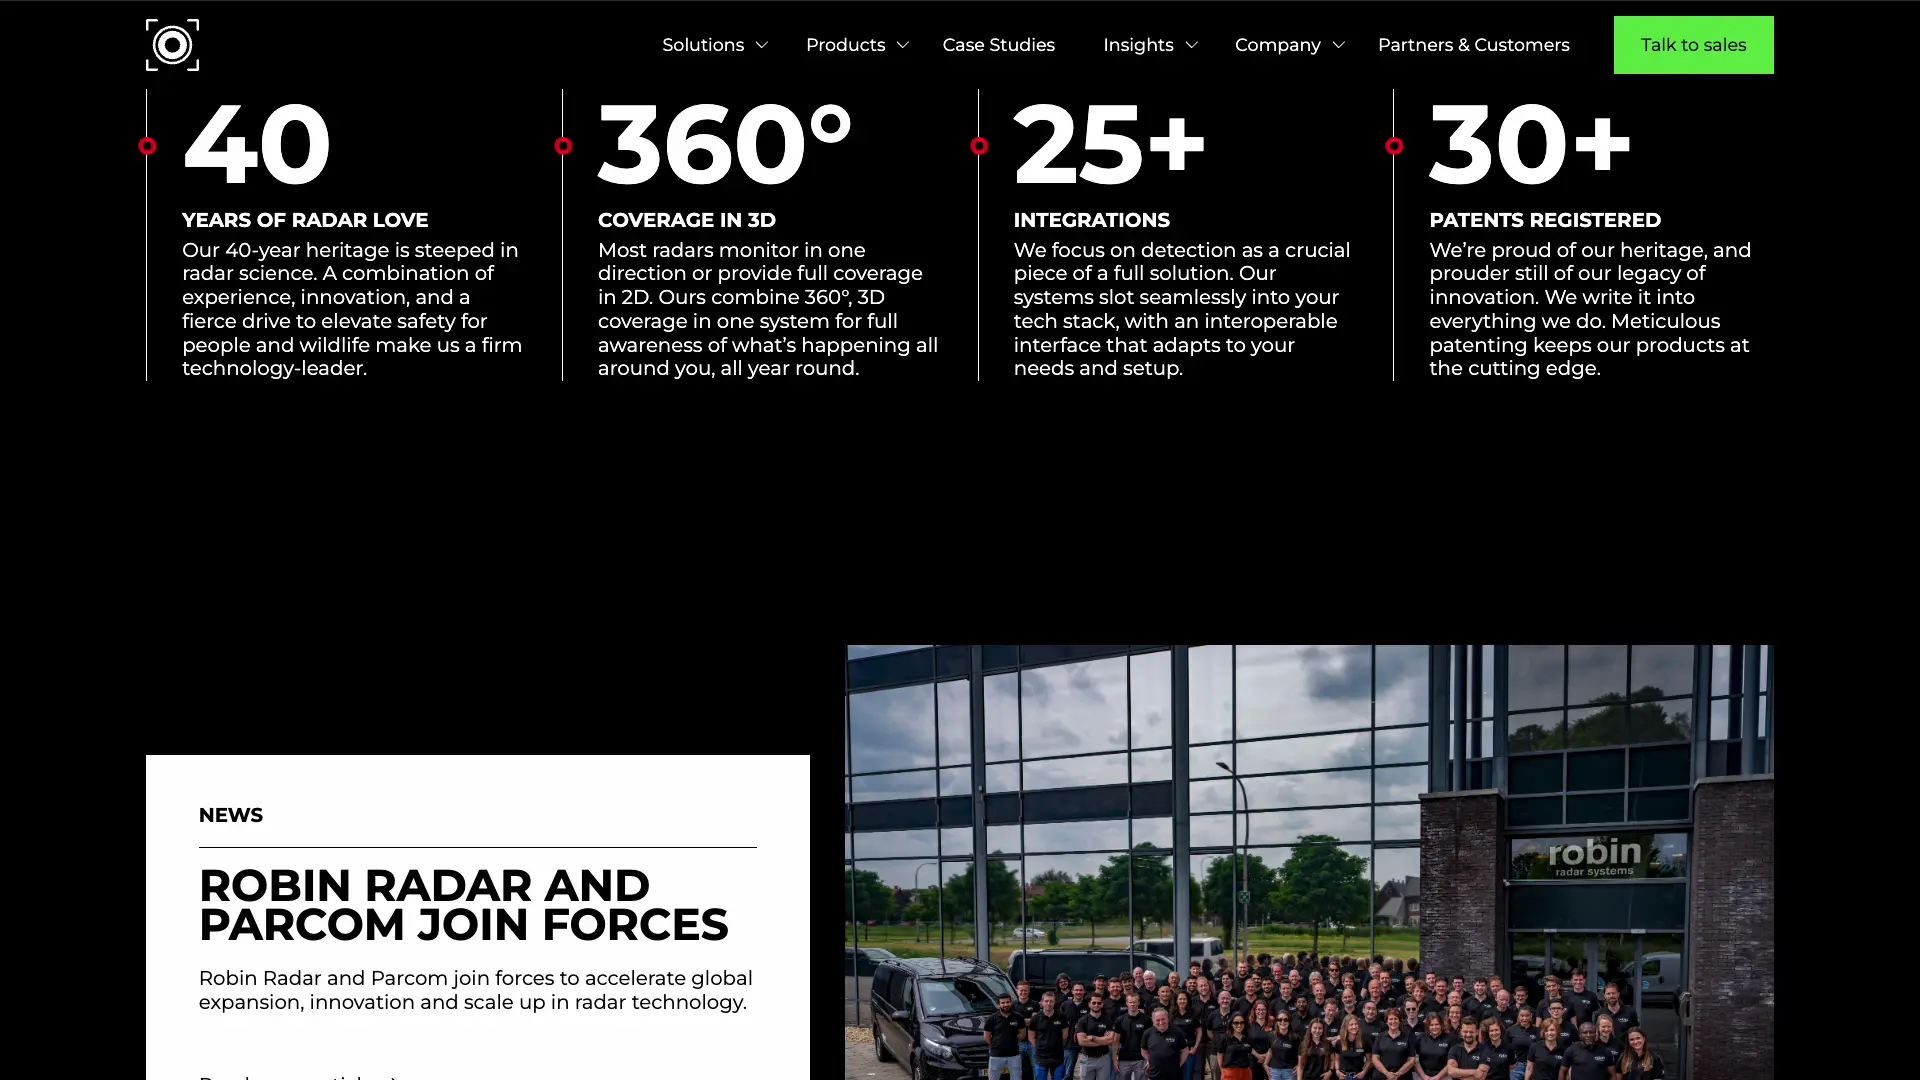 Solutions
Products
Case Studies
Insights
Company
Partners & Customers
Talk to sales
40
YEARS OF RADAR LOVE
Our 40-year heritage is steeped in
radar science. A combination of
experience, innovation, and a
fierce drive to elevate safety for
people and wildlife make us a firm
technology-leader.
360°
COVERAGE IN 3D
Most radars monitor in one
direction or provide full coverage
in 2D. Ours combine 360°, 3D
coverage in one system for full
awareness of what’s happening all
around you, all year round.
25+
INTEGRATIONS
We focus on detection as a crucial
piece of a full solution. Our
systems slot seamlessly into your
tech stack, with an interoperable
interface that adapts to your
needs and setup.
30+
PATENTS REGISTERED
We’re proud of our heritage, and
prouder still of our legacy of
innovation. We write it into
everything we do. Meticulous
patenting keeps our products at
the cutting edge.
NEWS
ROBIN RADAR AND
PARCOM JOIN FORCES
Robin Radar and Parcom join forces to accelerate global
expansion, innovation and scale up in radar technology.
robin
radar systems